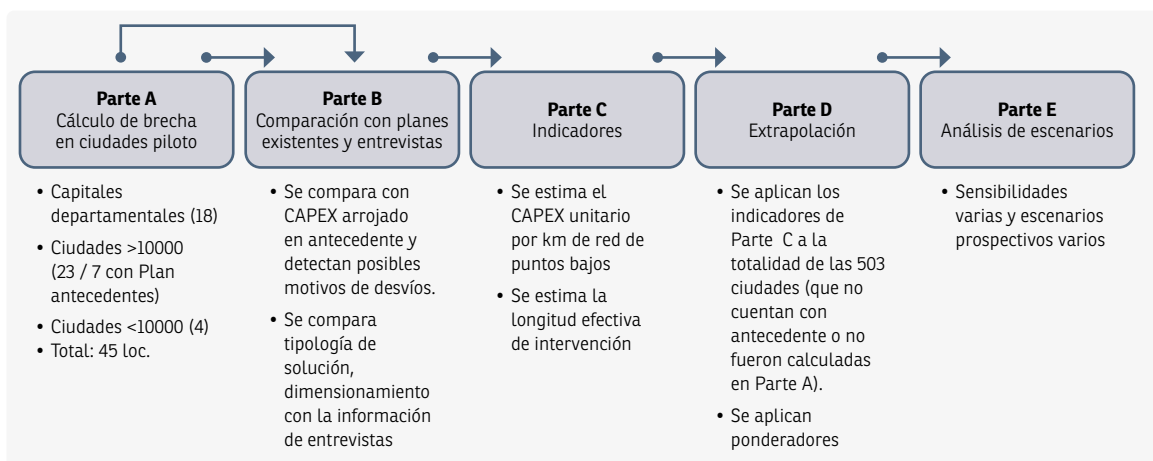 Parte A
Cálculo de brecha
en ciudades piloto
• Capitales
departamentales (18)
• Ciudades >10000
(23 / 7 con Plan
antecedentes)
• Ciudades <10000 (4)
• Total: 45 loc.
Parte B
Comparación con planes
existentes y entrevistas
• Se compara con
CAPEX arrojado
en antecedente y
detectan posibles
motivos de desvíos.
• Se compara
tipología de
solución,
dimensionamiento
con la información
de entrevistas
Parte C
Indicadores
• Se estima el
CAPEX unitario
por km de red de
puntos bajos
• Se estima la
longitud efectiva
de intervención
Parte D
Extrapolación
• Se aplican los
indicadores de
Parte C a la
totalidad de las 503
ciudades (que no
cuentan con
antecedente o no
fueron calculadas
en Parte A).
• Se aplican
ponderadores
Parte E
Análisis de escenarios
• Sensibilidades
varias y escenarios
prospectivos varios